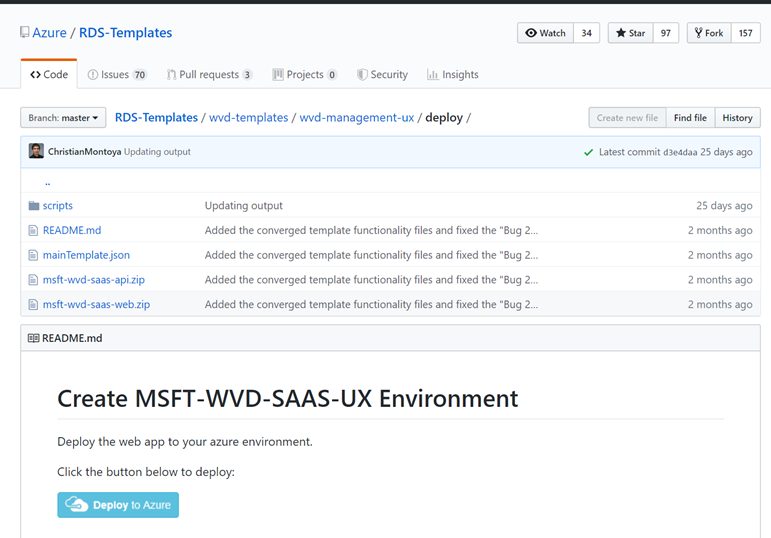 Azure / RDS-Templates
Watch 34 Star 97 Fork 157
Code Issues 70 Pull requests 3 Projects 0 Security Insights
Branch: master RDS-Templates / wvd-templates / wvd-management-ux / deploy / Create new file Find file History
ChristianMontoya Updating output Latest commit d3e4daa 25 days ago
..
scripts Updating output 25 days ago
README.md Added the converged template functionality files and fixed the "Bug 2... 2 months ago
mainTemplate.json Added the converged template functionality files and fixed the "Bug 2... 2 months ago
msft-wvd-saas-api.zip Added the converged template functionality files and fixed the "Bug 2... 2 months ago
msft-wvd-saas-web.zip Added the converged template functionality files and fixed the "Bug 2... 2 months ago
README.md
Create MSFT-WVD-SAAS-UX Environment
Deploy the web app to your azure environment.
Click the button below to deploy:
Deploy to Azure